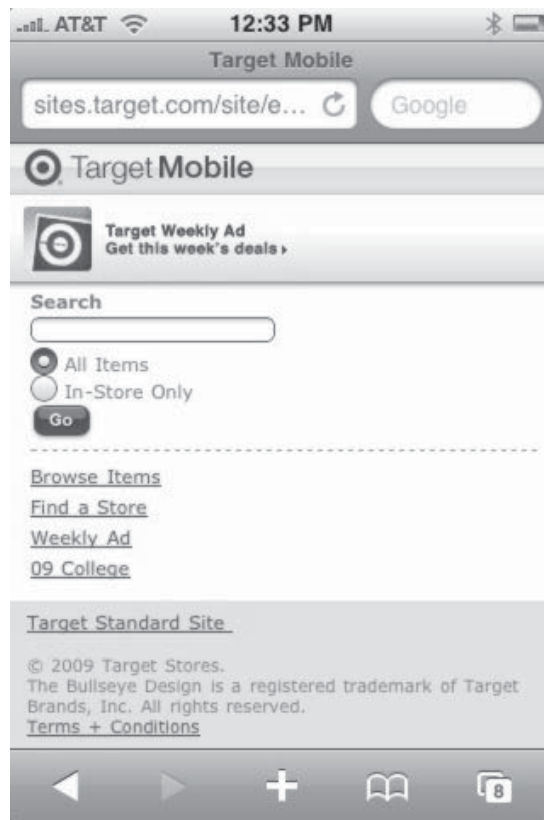 AT&T 12:33 PM
Target Mobile
sites.target.com/site/e... Google
Target Mobile
Target Weekly Ad
Get this week's deals
Search
All Items
In-Store Only
Go
Browse Items
Find a Store
Weekly Ad
09 College
Target Standard Site
© 2009 Target Stores.
The Bullseye Design is a registered trademark of Target
Brands, Inc. All rights reserved.
Terms + Conditions
8